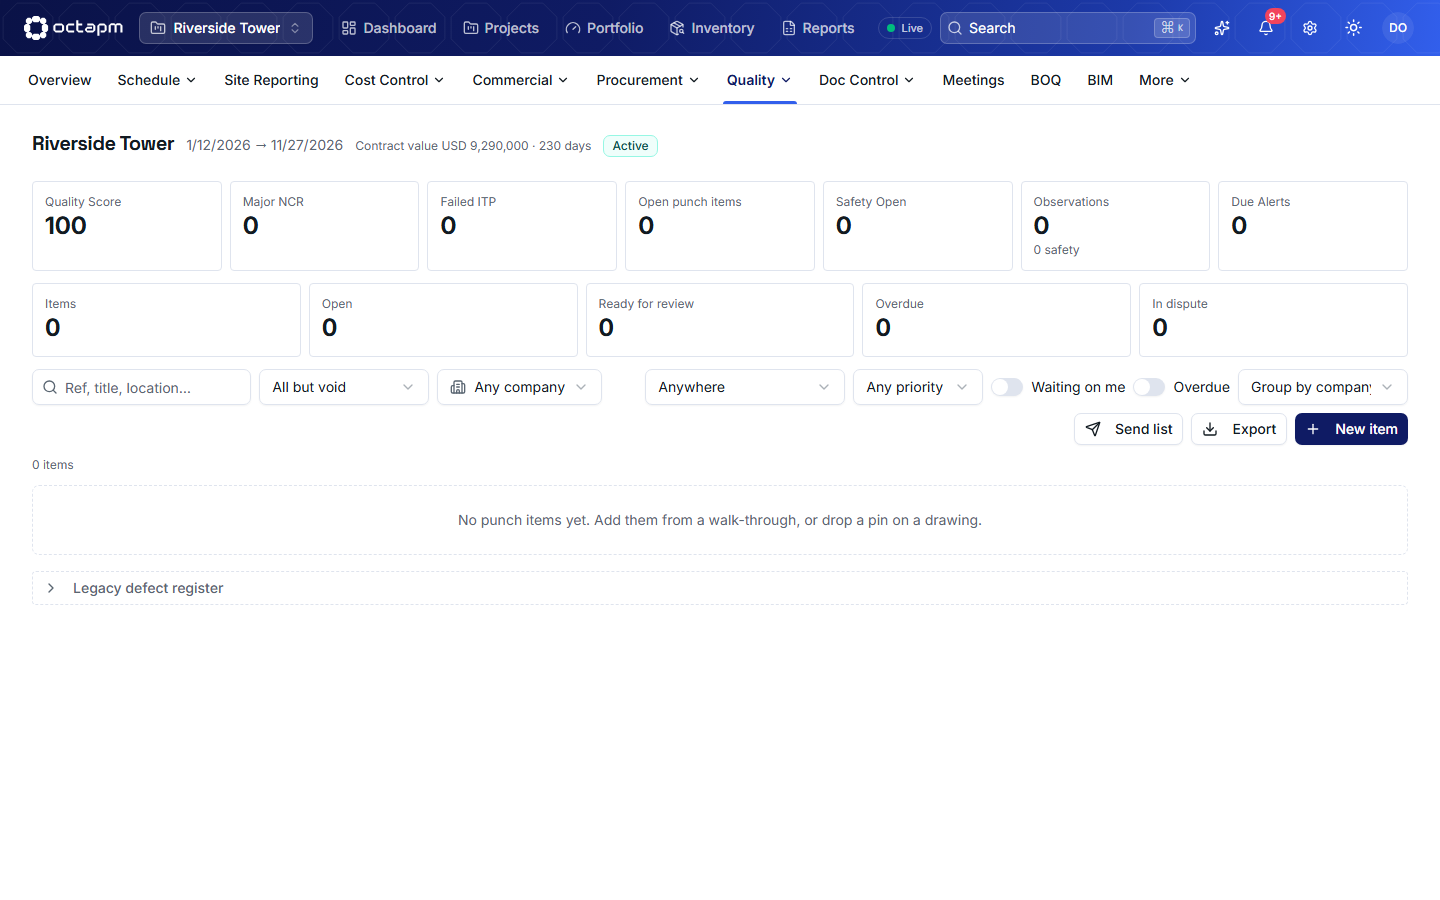 octapm Riverside Tower Dashboard Projects Portfolio Inventory Reports Live Search ⌘ K 9+ DO
Overview Schedule Site Reporting Cost Control Commercial Procurement Quality Doc Control Meetings BOQ BIM More
Riverside Tower 1/12/2026 → 11/27/2026 Contract value USD 9,290,000 · 230 days Active
Quality Score Major NCR Failed ITP Open punch items Safety Open Observations Due Alerts
100 0 0 0 0 0 0
0 safety
Items Open Ready for review Overdue In dispute
0 0 0 0 0
Ref, title, location... All but void Any company Anywhere Any priority Waiting on me Overdue Group by company
Send list Export New item
0 items
No punch items yet. Add them from a walk-through, or drop a pin on a drawing.
Legacy defect register